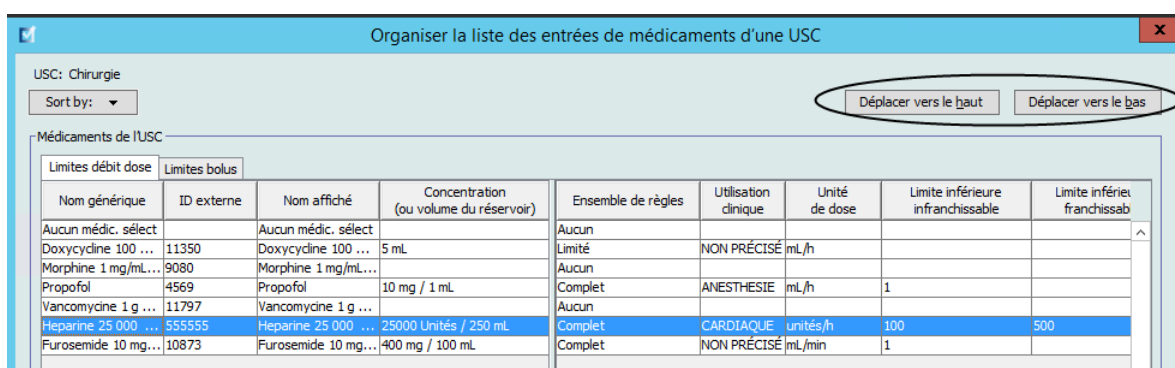 Organiser la liste des entrées de médicaments d'une USC
USC: Chirurgie
Sort by:
Déplacer vers le haut Déplacer vers le bas
Médicaments de l'USC
Limites débit dose Limites bolus
Nom générique ID externe Nom affiché Concentration (ou volume du réservoir) Ensemble de règles Utilisation clinique Unité de dose Limite inférieure infranchissable Limite inférieu franchissabl
Aucun médic. sélect Aucun médic. sélect Aucun
Doxycycline 100 ... 11350 Doxycycline 100 ... 5 mL Limité NON PRÉCISÉ mL/h
Morphine 1 mg/mL... 9080 Morphine 1 mg/mL... Aucun
Propofol 4569 Propofol 10 mg / 1 mL Complet ANESTHESIE mL/h 1
Vancomycine 1 g ... 11797 Vancomycine 1 g ... Aucun
Heparine 25 000 ... 555555 Heparine 25 000 ... 25000 Unités / 250 mL Complet CARDIAQUE unités/h 100 500
Furosemide 10 mg... 10873 Furosemide 10 mg... 400 mg / 100 mL Complet NON PRÉCISÉ mL/min 1